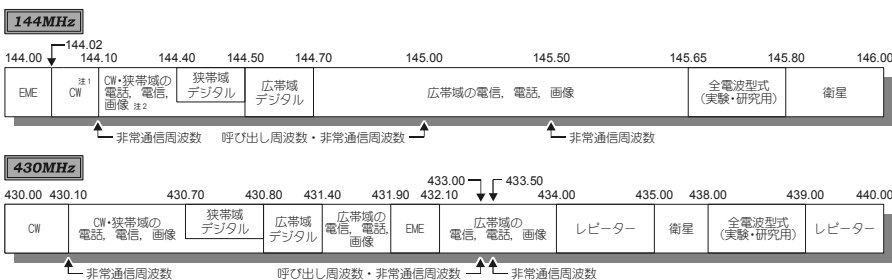 144MHz
144.02
144.00 144.10 144.40 144.50 144.70 145.00 145.50 145.65 145.80 146.00
EME
注1
CW
CW・狭帯域の
電話，電信，
画像 注2
狭帯域
デジタル
広帯域
デジタル
広帯域の電信，電話，画像
全電波型式
(実験・研究用)
衛星
非常通信周波数 呼び出し周波数・非常通信周波数 非常通信周波数
430MHz
433.00 433.50
430.00 430.10 430.70 430.80 431.40 431.90 432.10 434.00 435.00 438.00 439.00 440.00
CW
CW・狭帯域の
電話，電信，画像
狭帯域
デジタル
広帯域
デジタル
広帯域の
電信，電話，
画像
EME
広帯域の
電信，電話，画像
レピーター
衛星
全電波型式
(実験・研究用)
レピーター
非常通信周波数 呼び出し周波数・非常通信周波数 非常通信周波数